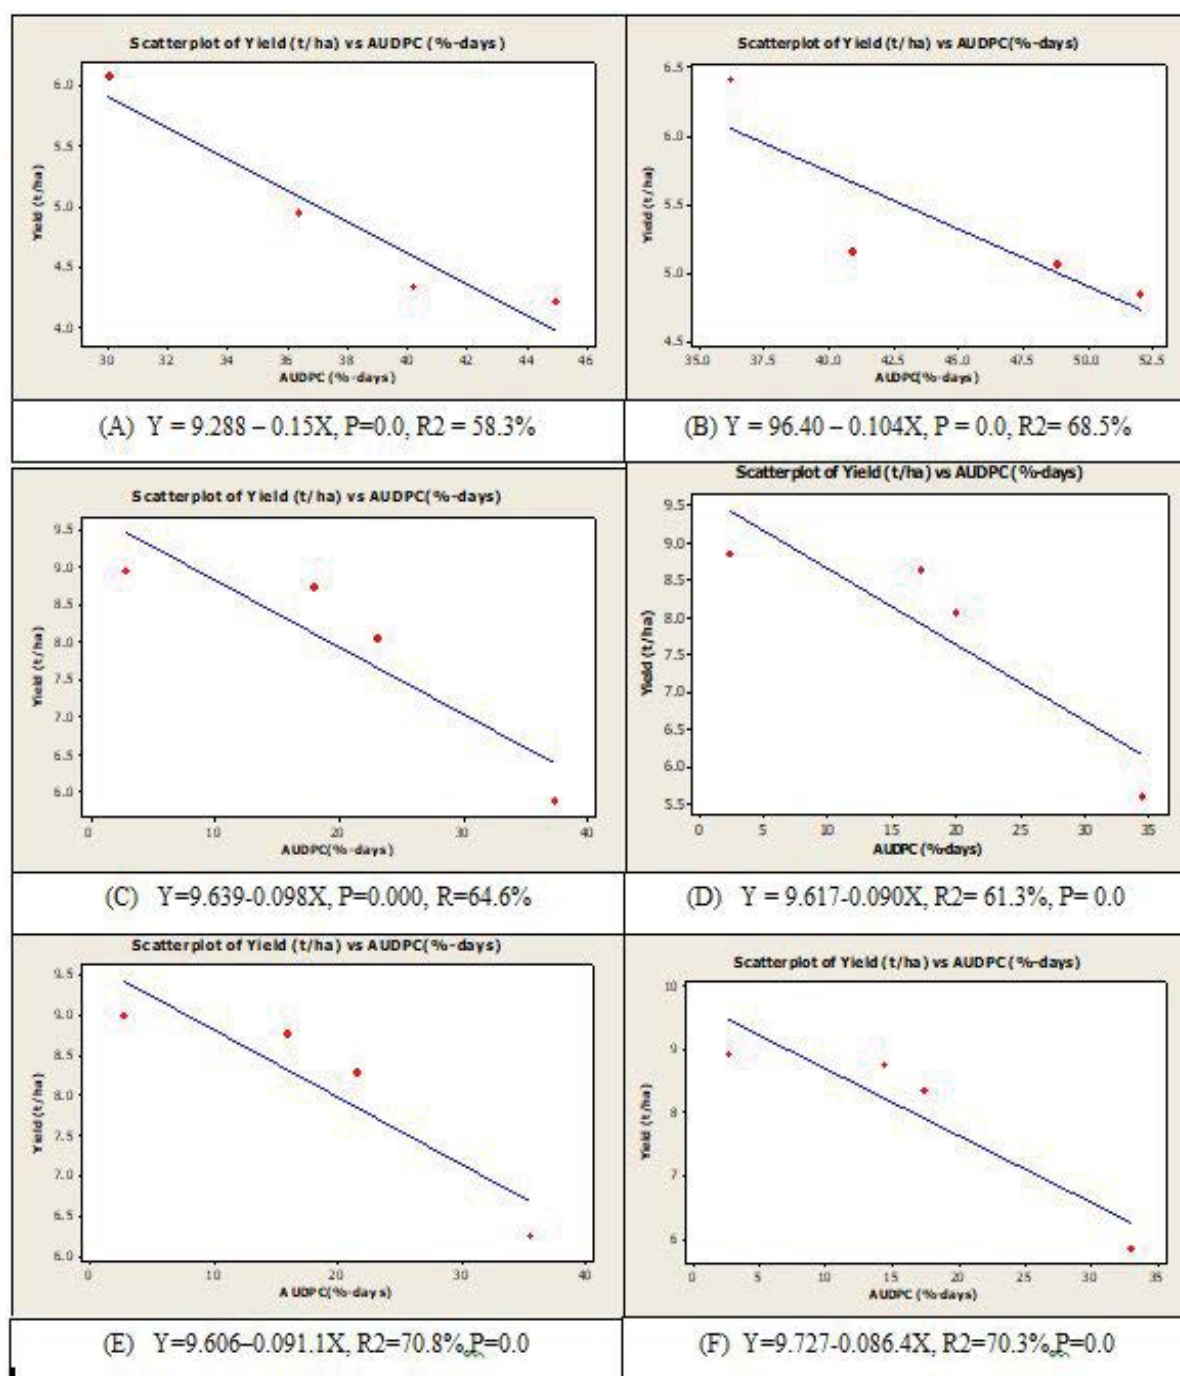 Scatterplot of Yield (t/ha) vs AUDPC (%-days)
Yield (t/ha)
6.0
5.5
5.0
4.5
4.0
30 32 34 36 38 40 42 44 46
AUDPC (%-days)
Scatterplot of Yield (t/ha) vs AUDPC(%-days)
Yield (t/ha)
6.5
6.0
5.5
5.0
4.5
35.0 37.5 40.0 42.5 45.0 47.5 50.0 52.5
AUDPC(%-days)
(A) Y = 9.288 – 0.15X, P=0.0, R2 = 58.3%
(B) Y = 96.40 – 0.104X, P = 0.0, R2= 68.5%
Scatterplot of Yield (t/ha) vs AUDPC(%-days)
Yield (t/ha)
9.5
9.0
8.5
8.0
7.5
7.0
6.5
6.0
0 10 20 30 40
AUDPC(%-days)
Scatterplot of Yield (t/ha) vs AUDPC (%-days)
Yield (t/ha)
9.5
9.0
8.5
8.0
7.5
7.0
6.5
6.0
5.5
0 5 10 15 20 25 30 35
AUDPC (%-days)
(C) Y=9.639-0.098X, P=0.000, R=64.6%
(D) Y = 9.617-0.090X, R2= 61.3%, P= 0.0
Scatterplot of Yield (t/ha) vs AUDPC(%-days)
Yield (t/ha)
9.5
9.0
8.5
8.0
7.5
7.0
6.5
6.0
0 10 20 30 40
AUDPC(%-days)
Scatterplot of Yield (t/ha) vs AUDPC (%-days)
Yield (t/ha)
10
9
8
7
6
0 5 10 15 20 25 30 35
AUDPC (%-days)
(E) Y=9.606–0.091.1X, R2=70.8%,P=0.0
(F) Y=9.727-0.086.4X, R2=70.3%,P=0.0